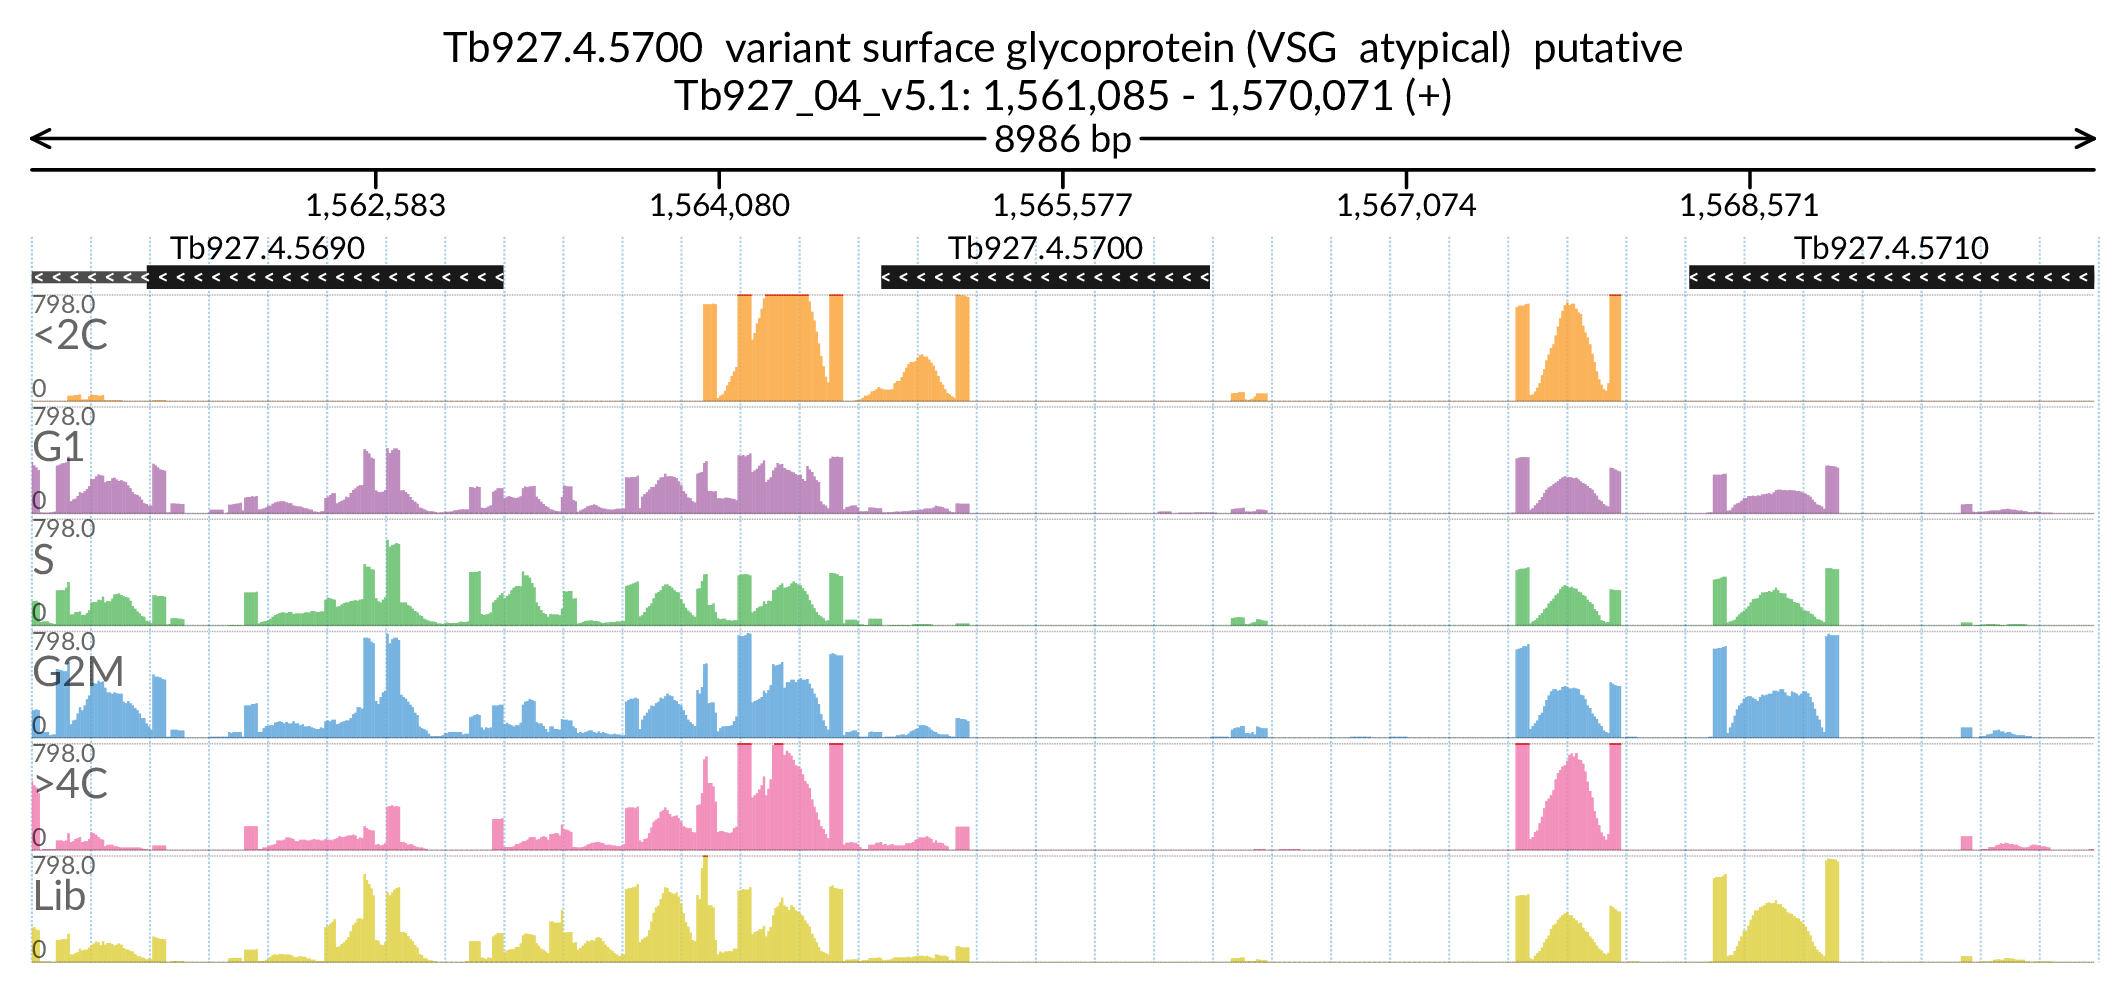 Tb927.4.5700  variant surface glycoprotein (VSG  atypical)  putative
Tb927_04_v5.1: 1,561,085 - 1,570,071 (+)
8986 bp
1,562,583 1,564,080 1,565,577 1,567,074 1,568,571
Tb927.4.5690 Tb927.4.5700 Tb927.4.5710
798.0
<2C
0
798.0
G1
0
798.0
S
0
798.0
G2M
0
798.0
>4C
0
798.0
Lib
0